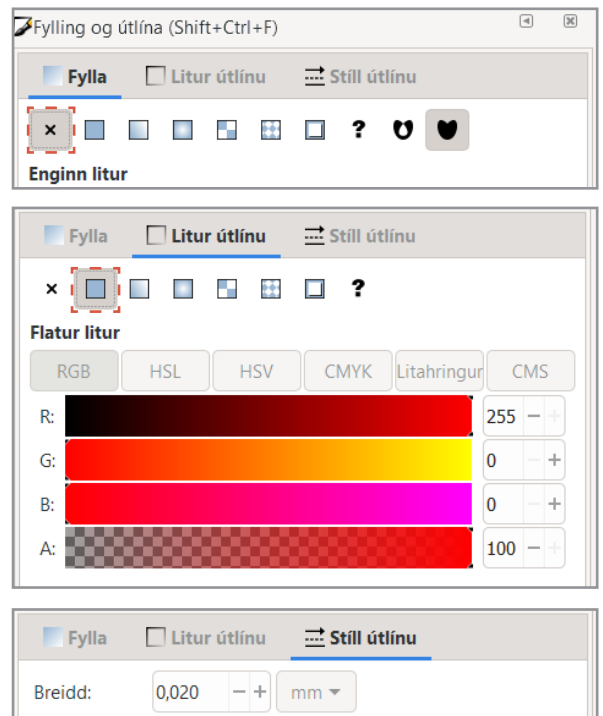 Fylling og útlína (Shift+Ctrl+F)
Fylla Litur útlínu Stíll útlínu
?
Enginn litur
Fylla Litur útlínu Stíll útlínu
?
Flatur litur
RGB HSL HSV CMYK Litahringur CMS
R: 255 − +
G: 0 − +
B: 0 − +
A: 100 − +
Fylla Litur útlínu Stíll útlínu
Breidd: 0,020 − + mm